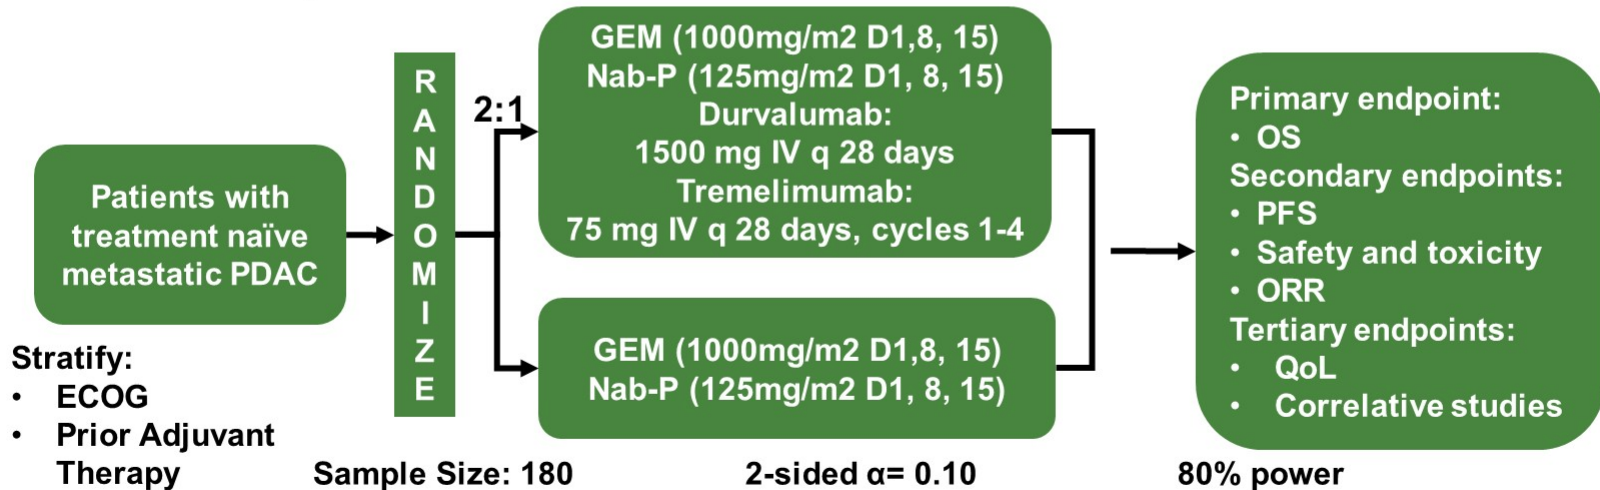 Patients with
treatment naïve
metastatic PDAC
Stratify:
• ECOG
• Prior Adjuvant
Therapy
RANDOMIZE
2:1
GEM (1000mg/m2 D1,8, 15)
Nab-P (125mg/m2 D1, 8, 15)
Durvalumab:
1500 mg IV q 28 days
Tremelimumab:
75 mg IV q 28 days, cycles 1-4
GEM (1000mg/m2 D1,8, 15)
Nab-P (125mg/m2 D1, 8, 15)
Primary endpoint:
• OS
Secondary endpoints:
• PFS
• Safety and toxicity
• ORR
Tertiary endpoints:
• QoL
• Correlative studies
Sample Size: 180
2-sided α= 0.10
80% power